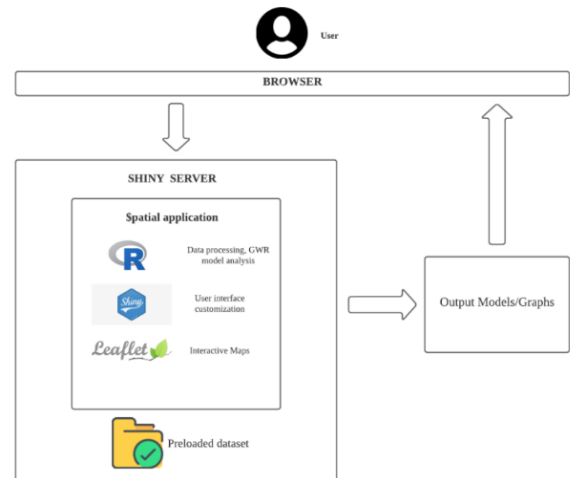 User
BROWSER
SHINY SERVER
$patial application
R
Data processing, GWR
model analysis
Shiny
User interface
customization
Leaflet
Interactive Maps
Output Models/Graphs
Preloaded dataset